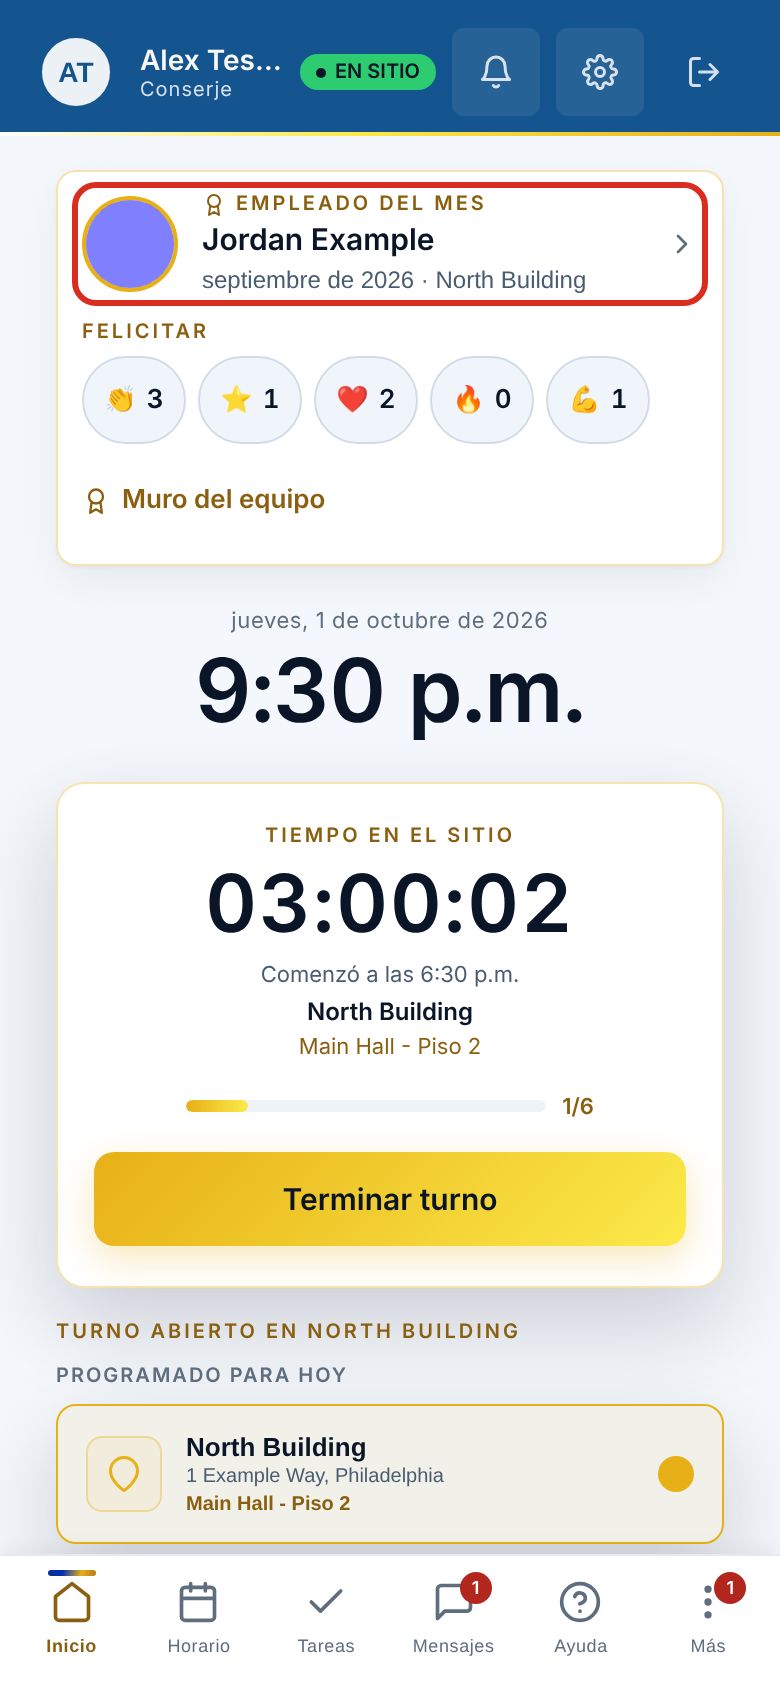 AT
Alex Tes...
Conserje
EN SITIO
EMPLEADO DEL MES
Jordan Example
septiembre de 2026 · North Building
FELICITAR
👏 3
⭐ 1
❤️ 2
🔥 0
💪 1
Muro del equipo
jueves, 1 de octubre de 2026
9:30 p.m.
TIEMPO EN EL SITIO
03:00:02
Comenzó a las 6:30 p.m.
North Building
Main Hall - Piso 2
1/6
Terminar turno
TURNO ABIERTO EN NORTH BUILDING
PROGRAMADO PARA HOY
North Building
1 Example Way, Philadelphia
Main Hall - Piso 2
1
1
Inicio
Horario
Tareas
Mensajes
Ayuda
Más